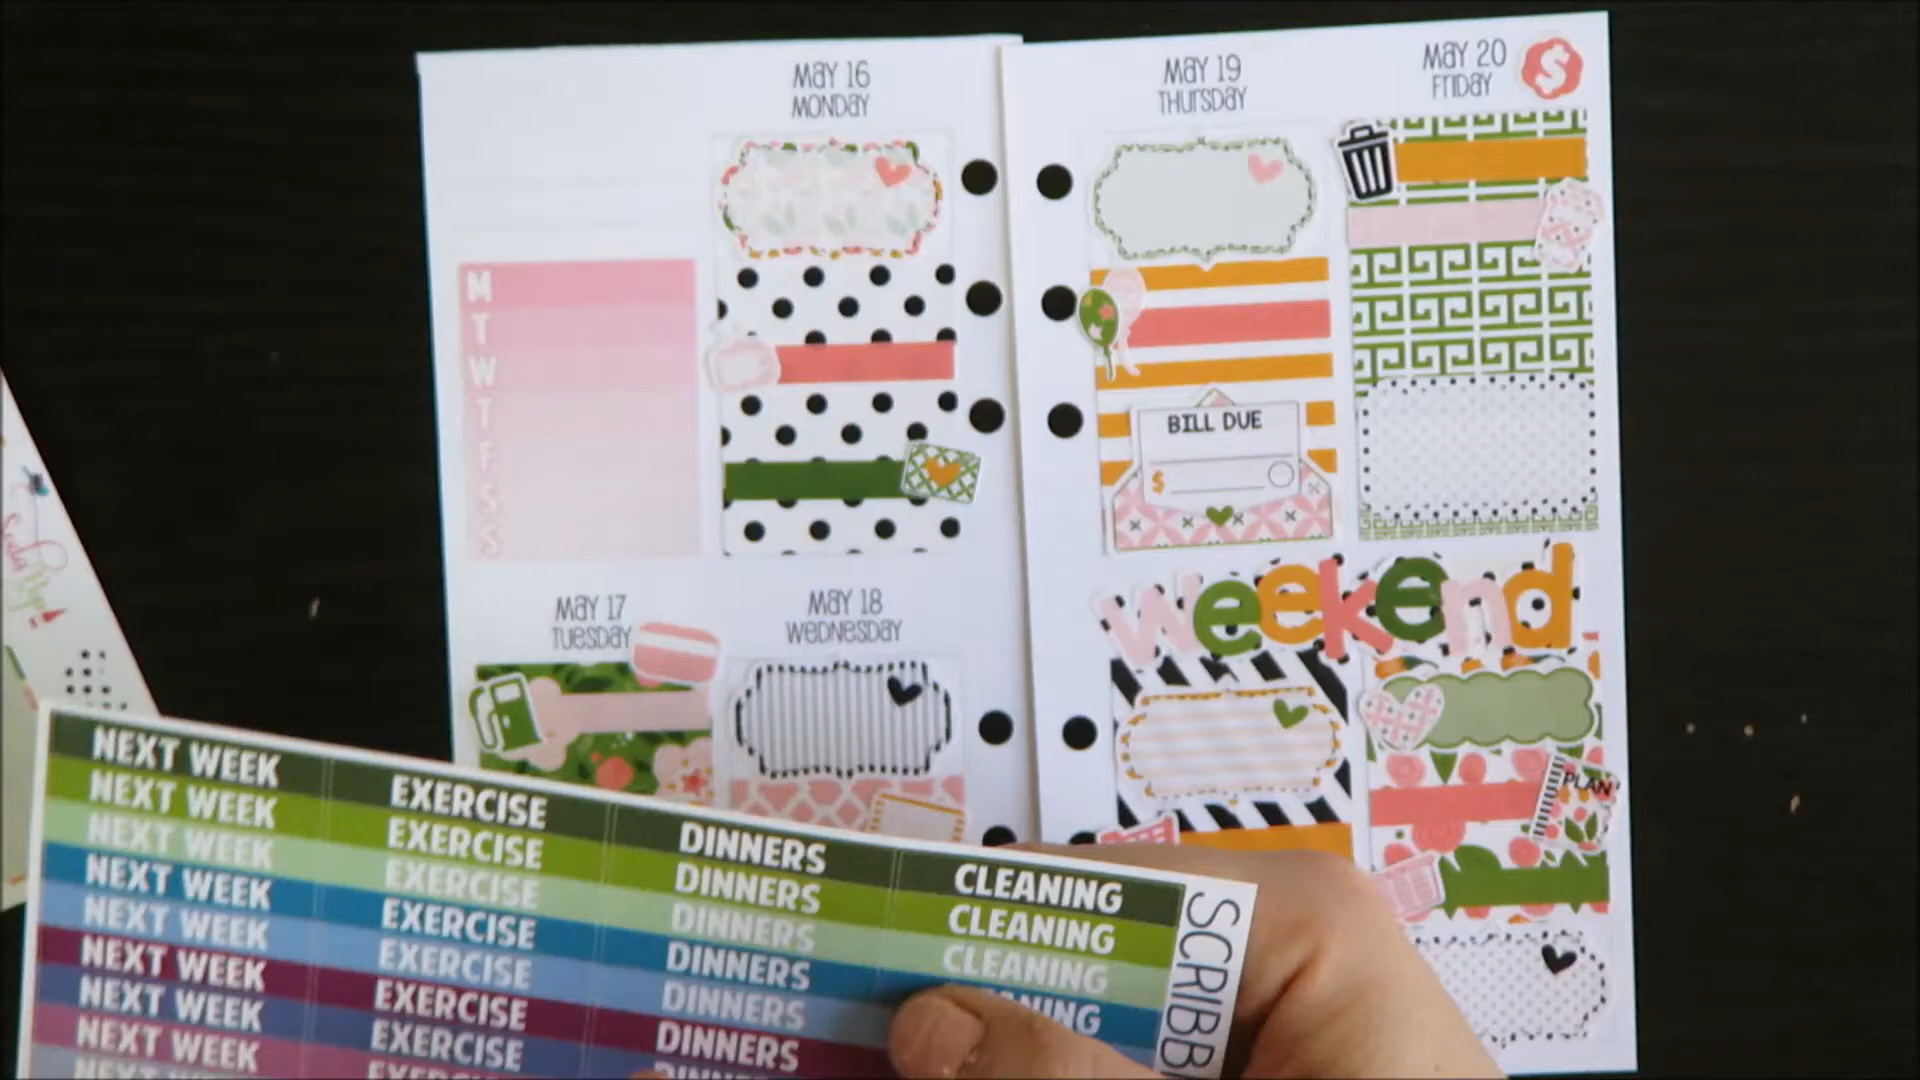 MAY 16
MONDAY
MAY 19
THURSDAY
MAY 20
FRIDAY
$
M
T
W
T
F
S
S
BILL DUE
$
MAY 17
TUESDAY
MAY 18
WEDNESDAY
weekend
PLAN
NEXT WEEK EXERCISE DINNERS CLEANING
NEXT WEEK EXERCISE DINNERS CLEANING
NEXT WEEK EXERCISE DINNERS CLEANING
NEXT WEEK EXERCISE DINNERS
NEXT WEEK EXERCISE DINNERS
NEXT WEEK EXERCISE DINNERS
NEXT WEEK EXERCISE
NEXT WEEK
SCRIBB